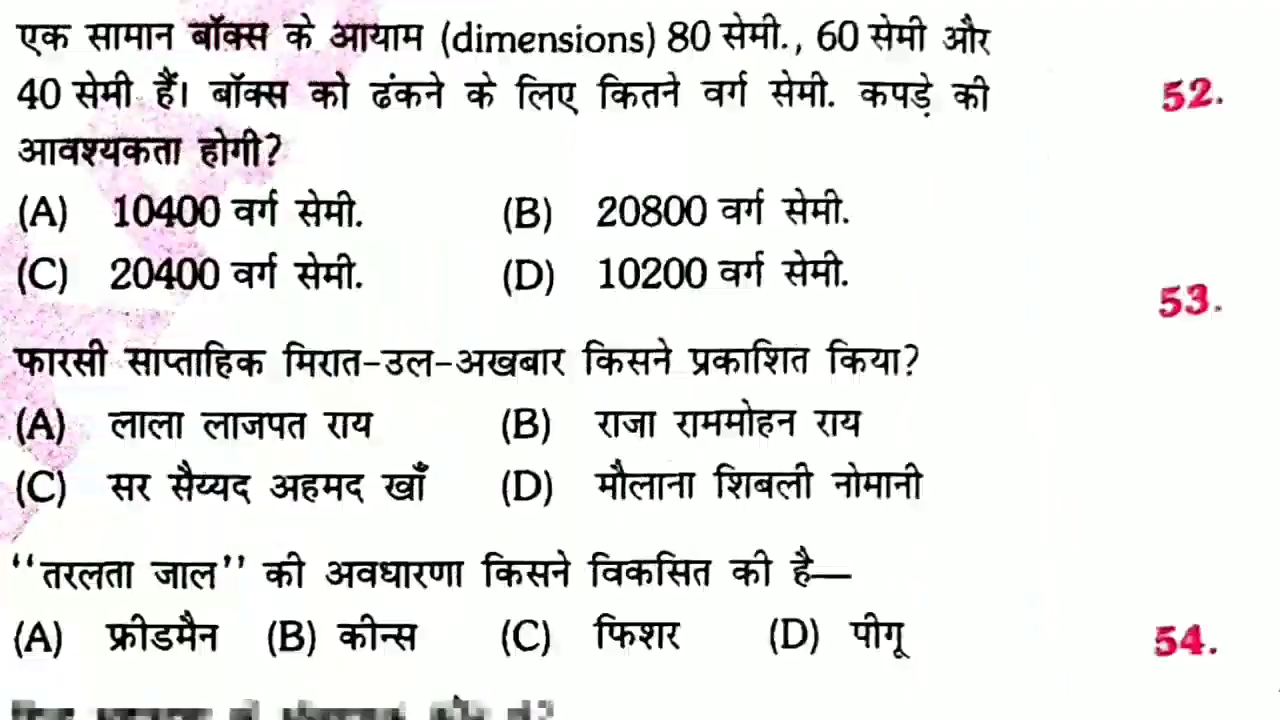 एक सामान बॉक्स के आयाम (dimensions) 80 सेमी., 60 सेमी और
40 सेमी हैं। बॉक्स को ढंकने के लिए कितने वर्ग सेमी. कपड़े की
52.
आवश्यकता होगी?
(A) 10400 वर्ग सेमी. (B) 20800 वर्ग सेमी.
(C) 20400 वर्ग सेमी. (D) 10200 वर्ग सेमी.
53.
फारसी साप्ताहिक मिरात-उल-अखबार किसने प्रकाशित किया?
(A) लाला लाजपत राय (B) राजा राममोहन राय
(C) सर सैय्यद अहमद खाँ (D) मौलाना शिबली नोमानी
“तरलता जाल” की अवधारणा किसने विकसित की है—
(A) फ्रीडमैन (B) कीन्स (C) फिशर (D) पीगू
54.